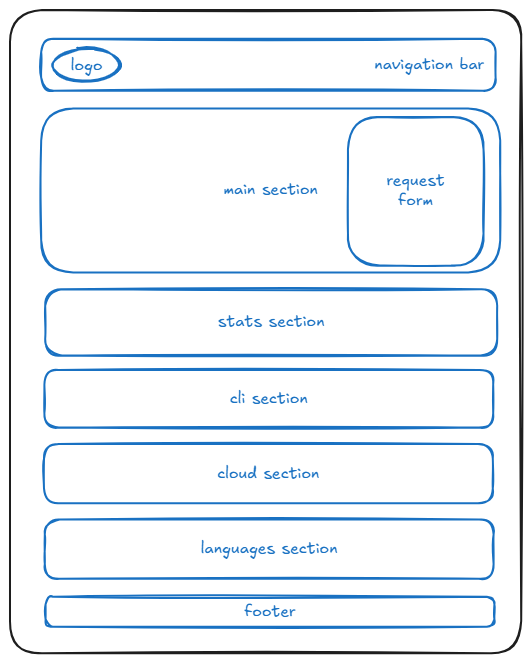 logo
navigation bar
main section
request
form
stats section
cli section
cloud section
languages section
footer